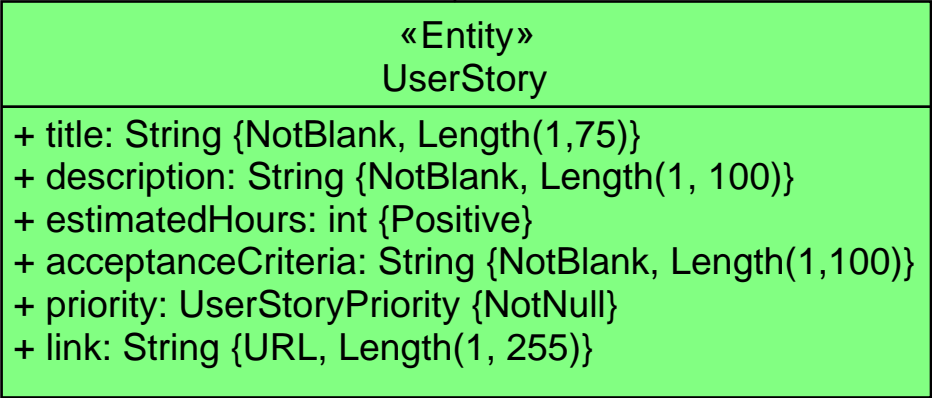 «Entity»
UserStory
+ title: String {NotBlank, Length(1,75)}
+ description: String {NotBlank, Length(1, 100)}
+ estimatedHours: int {Positive}
+ acceptanceCriteria: String {NotBlank, Length(1,100)}
+ priority: UserStoryPriority {NotNull}
+ link: String {URL, Length(1, 255)}